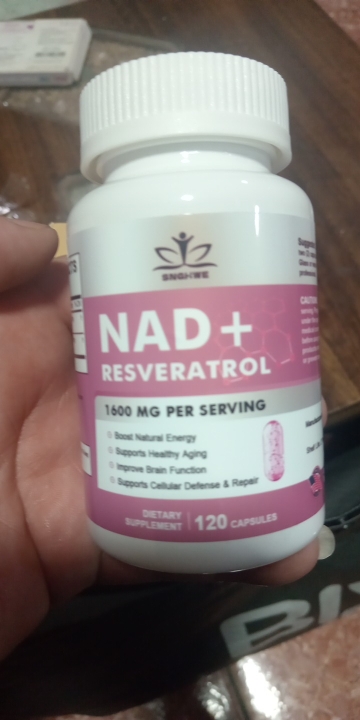 SNGHWE
NAD+
RESVERATROL
1600 MG PER SERVING
Boost Natural Energy
Supports Healthy Aging
Improve Brain Function
Supports Cellular Defense & Repair
DIETARY
SUPPLEMENT
120 CAPSULES
CAUTION